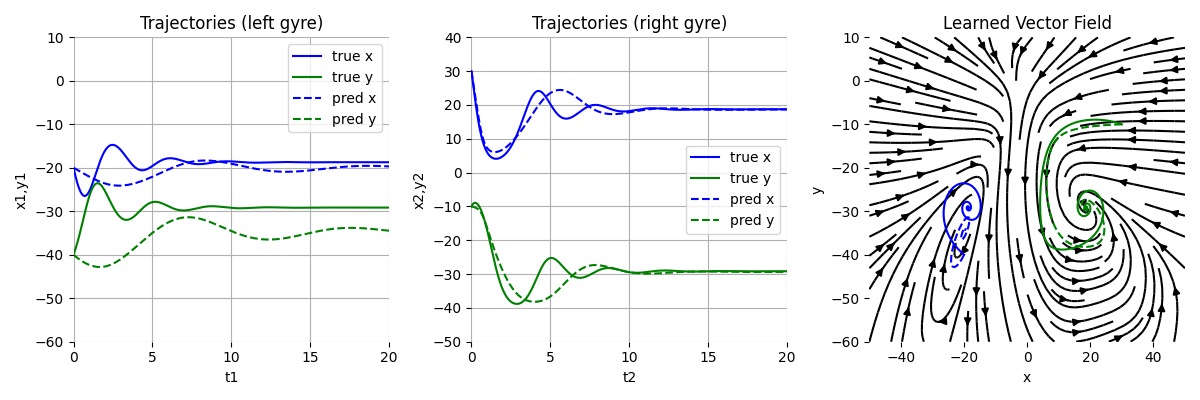 Trajectories (left gyre)
10
0
−10
−20
−30
−40
−50
−60
x1,y1
0
5
10
15
20
t1
true x
true y
pred x
pred y
Trajectories (right gyre)
40
30
20
10
0
−10
−20
−30
−40
−50
x2,y2
0
5
10
15
20
t2
true x
true y
pred x
pred y
Learned Vector Field
10
0
−10
−20
−30
−40
−50
−60
y
−40
−20
0
20
40
x